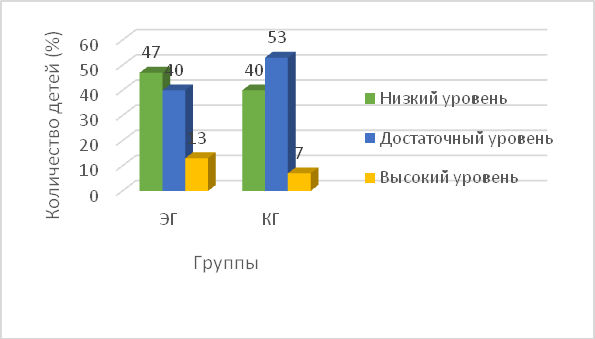 Количество детей (%)
60
50
40
30
20
10
0
47
40
13
40
53
7
ЭГ
КГ
Группы
Низкий уровень
Достаточный уровень
Высокий уровень